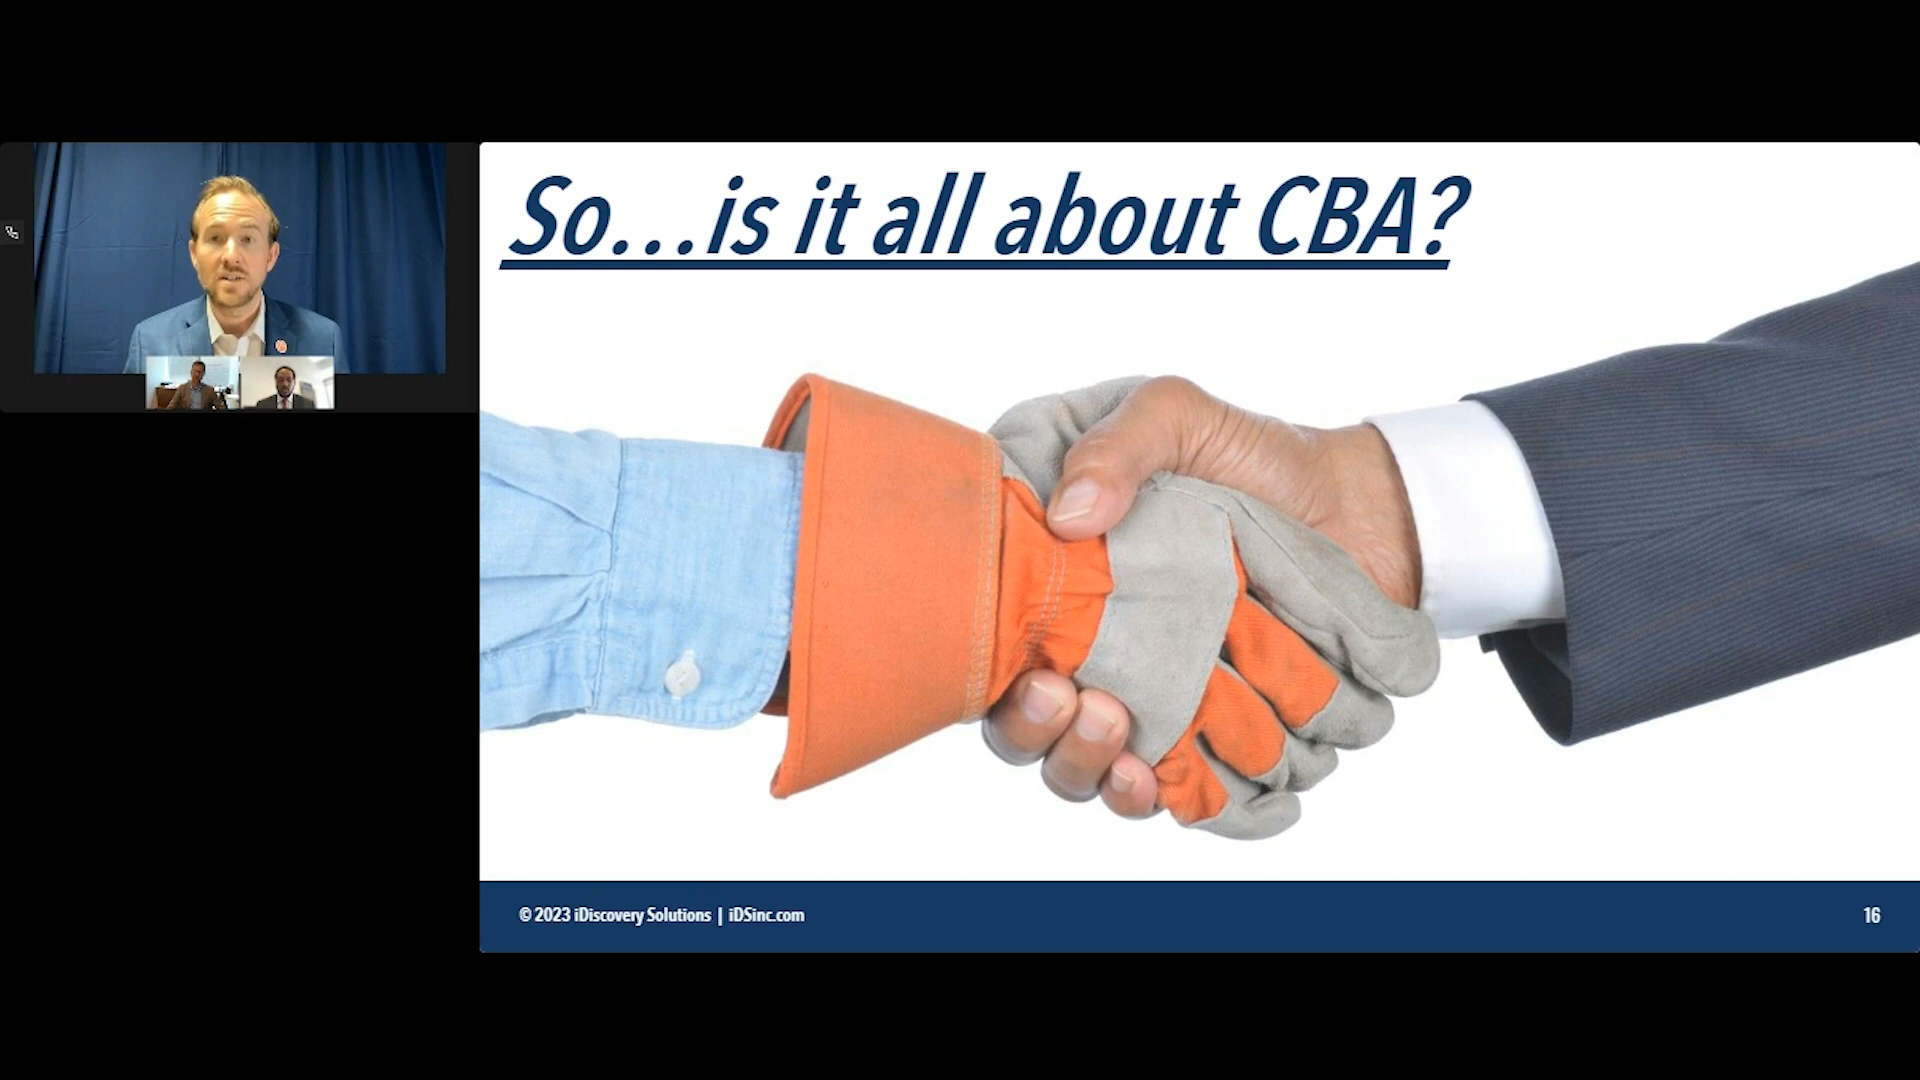 So...is it all about CBA?
© 2023 iDiscovery Solutions | iDSinc.com
16